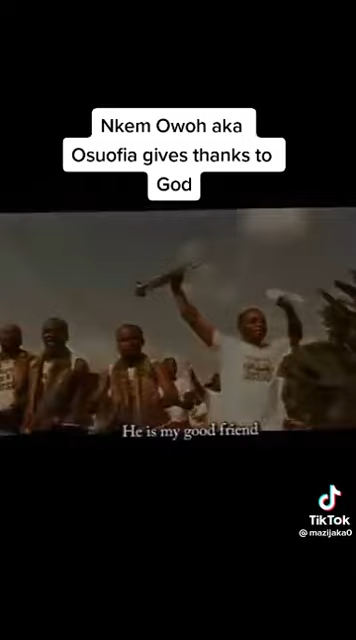 Nkem Owoh aka
Osuofia gives thanks to
God
He is my good friend
TikTok
@ mazijaka0